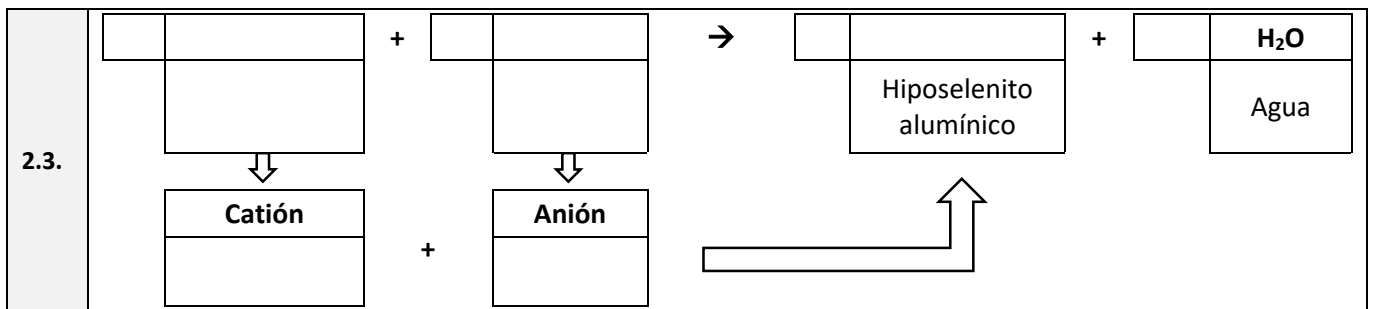 2.3.
+ → + H₂O
Hiposelenito
alumínico
Agua
Catión + Anión